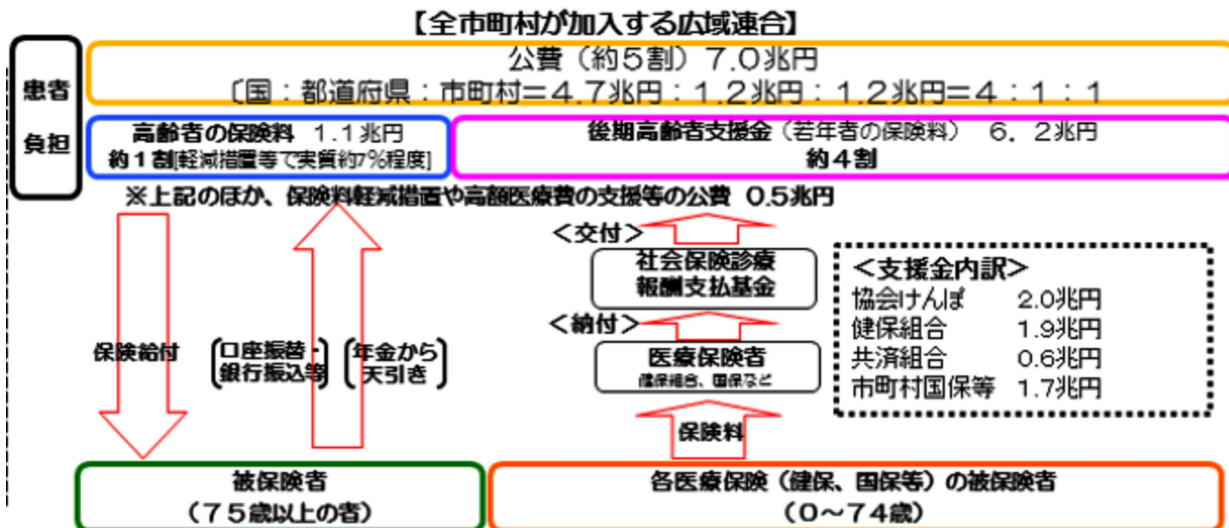 【全市町村が加入する広域連合】
患者
負担
公費（約５割）７.０兆円
〔国：都道府県：市町村＝４.７兆円：１.２兆円：１.２兆円＝４：１：１
高齢者の保険料 １.１兆円
約１割[軽減措置等で実質約7％程度]
後期高齢者支援金（若年者の保険料） ６．２兆円
約４割
※上記のほか、保険料軽減措置や高額医療費の支援等の公費 0.5兆円
＜交付＞
社会保険診療
報酬支払基金
＜納付＞
医療保険者
健保組合、国保など
保険料
保険給付
口座振替・
銀行振込等
年金から
天引き
＜支援金内訳＞
協会けんぽ 2.0兆円
健保組合 1.9兆円
共済組合 0.6兆円
市町村国保等 1.7兆円
被保険者
（７５歳以上の者）
各医療保険（健保、国保等）の被保険者
（０～７４歳）